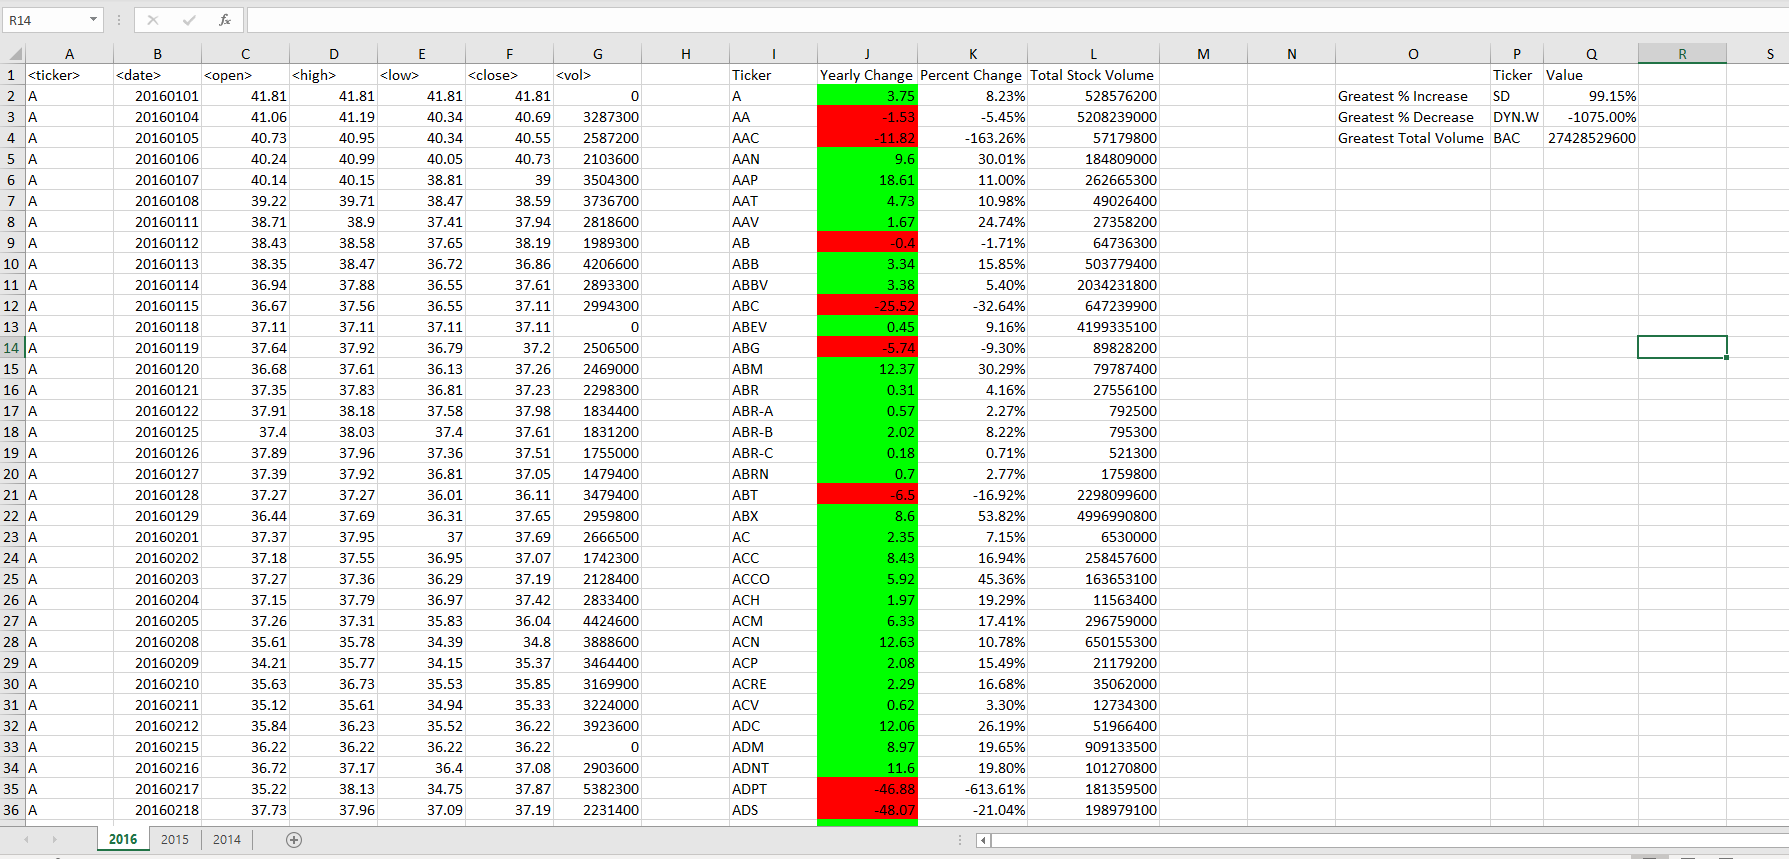 R14 fx
A B C D E F G H I J K L M N O P Q R S
1 <ticker> <date> <open> <high> <low> <close> <vol> Ticker Yearly Change Percent Change Total Stock Volume Ticker Value
2 A 20160101 41.81 41.81 41.81 41.81 0 A 3.75 8.23% 528576200 Greatest % Increase SD 99.15%
3 A 20160104 41.06 41.19 40.34 40.69 3287300 AA -1.53 -5.45% 5208239000 Greatest % Decrease DYN.W -1075.00%
4 A 20160105 40.73 40.95 40.34 40.55 2587200 AAC -11.82 -163.26% 57179800 Greatest Total Volume BAC 27428529600
5 A 20160106 40.24 40.99 40.05 40.73 2103600 AAN 9.6 30.01% 184809000
6 A 20160107 40.14 40.15 38.81 39 3504300 AAP 18.61 11.00% 262665300
7 A 20160108 39.22 39.71 38.47 38.59 3736700 AAT 4.73 10.98% 49026400
8 A 20160111 38.71 38.9 37.41 37.94 2818600 AAV 1.67 24.74% 27358200
9 A 20160112 38.43 38.58 37.65 38.19 1989300 AB -0.4 -1.71% 64736300
10 A 20160113 38.35 38.47 36.72 36.86 4206600 ABB 3.34 15.85% 503779400
11 A 20160114 36.94 37.88 36.55 37.61 2893300 ABBV 3.38 5.40% 2034231800
12 A 20160115 36.67 37.56 36.55 37.11 2994300 ABC -25.52 -32.64% 647239900
13 A 20160118 37.11 37.11 37.11 37.11 0 ABEV 0.45 9.16% 4199335100
14 A 20160119 37.64 37.92 36.79 37.2 2506500 ABG -5.74 -9.30% 89828200
15 A 20160120 36.68 37.61 36.13 37.26 2469000 ABM 12.37 30.29% 79787400
16 A 20160121 37.35 37.83 36.81 37.23 2298300 ABR 0.31 4.16% 27556100
17 A 20160122 37.91 38.18 37.58 37.98 1834400 ABR-A 0.57 2.27% 792500
18 A 20160125 37.4 38.03 37.4 37.61 1831200 ABR-B 2.02 8.22% 795300
19 A 20160126 37.89 37.96 37.36 37.51 1755000 ABR-C 0.18 0.71% 521300
20 A 20160127 37.39 37.92 36.81 37.05 1479400 ABRN 0.7 2.77% 1759800
21 A 20160128 37.27 37.27 36.01 36.11 3479400 ABT -6.5 -16.92% 2298099600
22 A 20160129 36.44 37.69 36.31 37.65 2959800 ABX 8.6 53.82% 4996990800
23 A 20160201 37.37 37.95 37 37.69 2666500 AC 2.35 7.15% 6530000
24 A 20160202 37.18 37.55 36.95 37.07 1742300 ACC 8.43 16.94% 258457600
25 A 20160203 37.27 37.36 36.29 37.19 2128400 ACCO 5.92 45.36% 163653100
26 A 20160204 37.15 37.79 36.97 37.42 2833400 ACH 1.97 19.29% 11563400
27 A 20160205 37.26 37.31 35.83 36.04 4424600 ACM 6.33 17.41% 296759000
28 A 20160208 35.61 35.78 34.39 34.8 3888600 ACN 12.63 10.78% 650155300
29 A 20160209 34.21 35.77 34.15 35.37 3464400 ACP 2.08 15.49% 21179200
30 A 20160210 35.63 36.73 35.53 35.85 3169900 ACRE 2.29 16.68% 35062000
31 A 20160211 35.12 35.61 34.94 35.33 3224000 ACV 0.62 3.30% 12734300
32 A 20160212 35.84 36.23 35.52 36.22 3923600 ADC 12.06 26.19% 51966400
33 A 20160215 36.22 36.22 36.22 36.22 0 ADM 8.97 19.65% 909133500
34 A 20160216 36.72 37.17 36.4 37.08 2903600 ADNT 11.6 19.80% 101270800
35 A 20160217 35.22 38.13 34.75 37.87 5382300 ADPT -46.88 -613.61% 181359500
36 A 20160218 37.73 37.96 37.09 37.19 2231400 ADS -48.07 -21.04% 198979100
2016 2015 2014